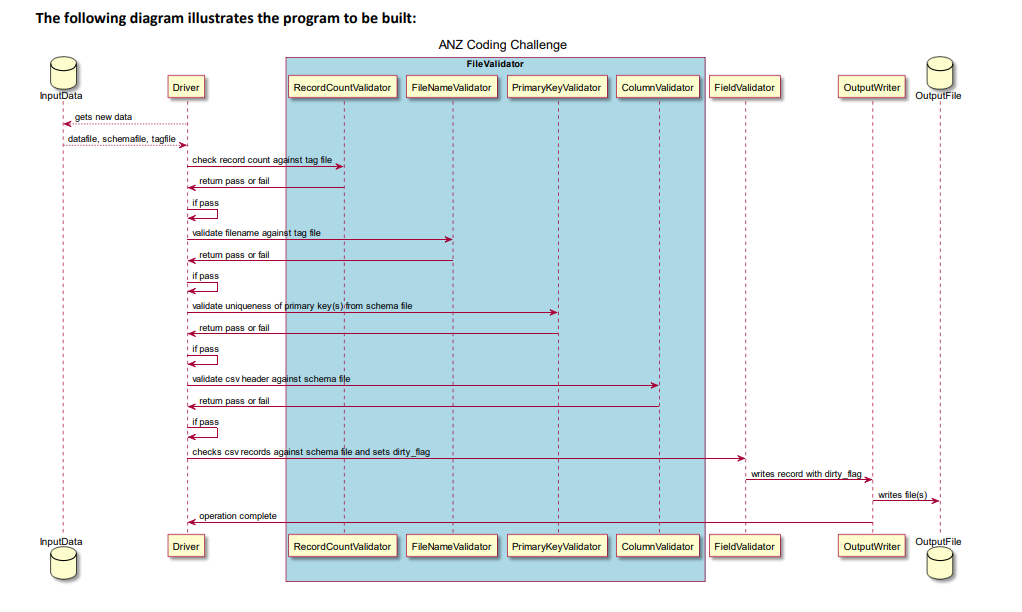 The following diagram illustrates the program to be built:
ANZ Coding Challenge
FileValidator
InputData
Driver
RecordCountValidator
FileNameValidator
PrimaryKeyValidator
ColumnValidator
FieldValidator
OutputWriter
OutputFile
gets new data
datafile, schemafile, tagfile
check record count against tag file
return pass or fail
if pass
validate filename against tag file
return pass or fail
if pass
validate uniqueness of primary key(s) from schema file
return pass or fail
if pass
validate csv header against schema file
return pass or fail
if pass
checks csv records against schema file and sets dirty_flag
writes record with dirty_flag
writes file(s)
operation complete
InputData
Driver
RecordCountValidator
FileNameValidator
PrimaryKeyValidator
ColumnValidator
FieldValidator
OutputWriter
OutputFile